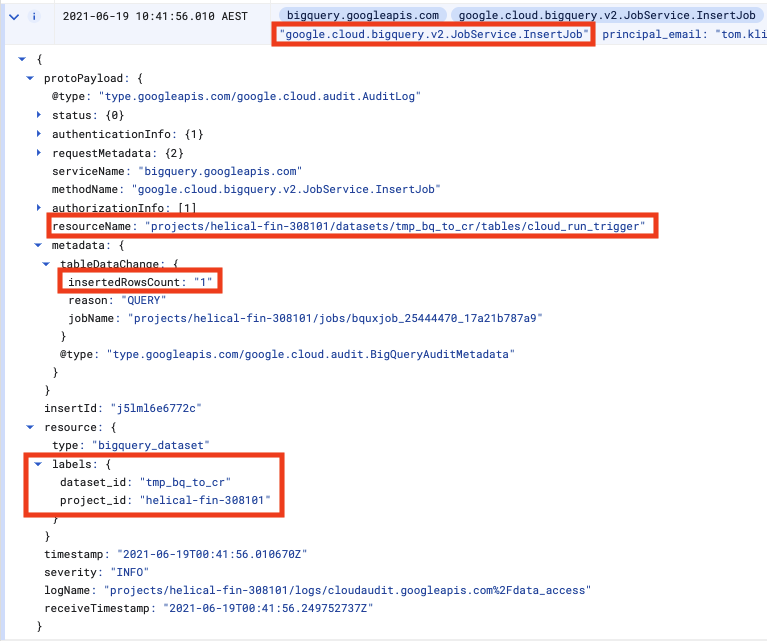 2021-06-19 10:41:56.010 AEST bigquery.googleapis.com google.cloud.bigquery.v2.JobService.InsertJob
"google.cloud.bigquery.v2.JobService.InsertJob" principal_email: "tom.kli
{
protoPayload: {
@type: "type.googleapis.com/google.cloud.audit.AuditLog"
status: {0}
authenticationInfo: {1}
requestMetadata: {2}
serviceName: "bigquery.googleapis.com"
methodName: "google.cloud.bigquery.v2.JobService.InsertJob"
authorizationInfo: [1]
resourceName: "projects/helical-fin-308101/datasets/tmp_bq_to_cr/tables/cloud_run_trigger"
metadata: {
tableDataChange: {
insertedRowsCount: "1"
reason: "QUERY"
jobName: "projects/helical-fin-308101/jobs/bquxjob_25444470_17a21b787a9"
}
@type: "type.googleapis.com/google.cloud.audit.BigQueryAuditMetadata"
}
}
insertId: "j5lml6e6772c"
resource: {
type: "bigquery_dataset"
labels: {
dataset_id: "tmp_bq_to_cr"
project_id: "helical-fin-308101"
}
}
timestamp: "2021-06-19T00:41:56.010670Z"
severity: "INFO"
logName: "projects/helical-fin-308101/logs/cloudaudit.googleapis.com%2Fdata_access"
receiveTimestamp: "2021-06-19T00:41:56.249752737Z"
}